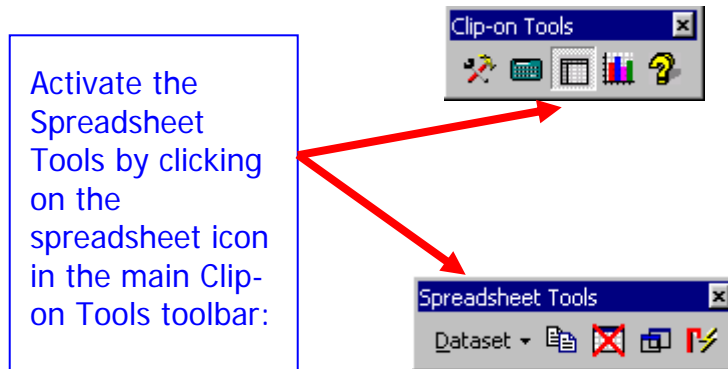 Clip-on Tools
Activate the
Spreadsheet
Tools by clicking
on the
spreadsheet icon
in the main Clip-
on Tools toolbar:
Spreadsheet Tools
Dataset